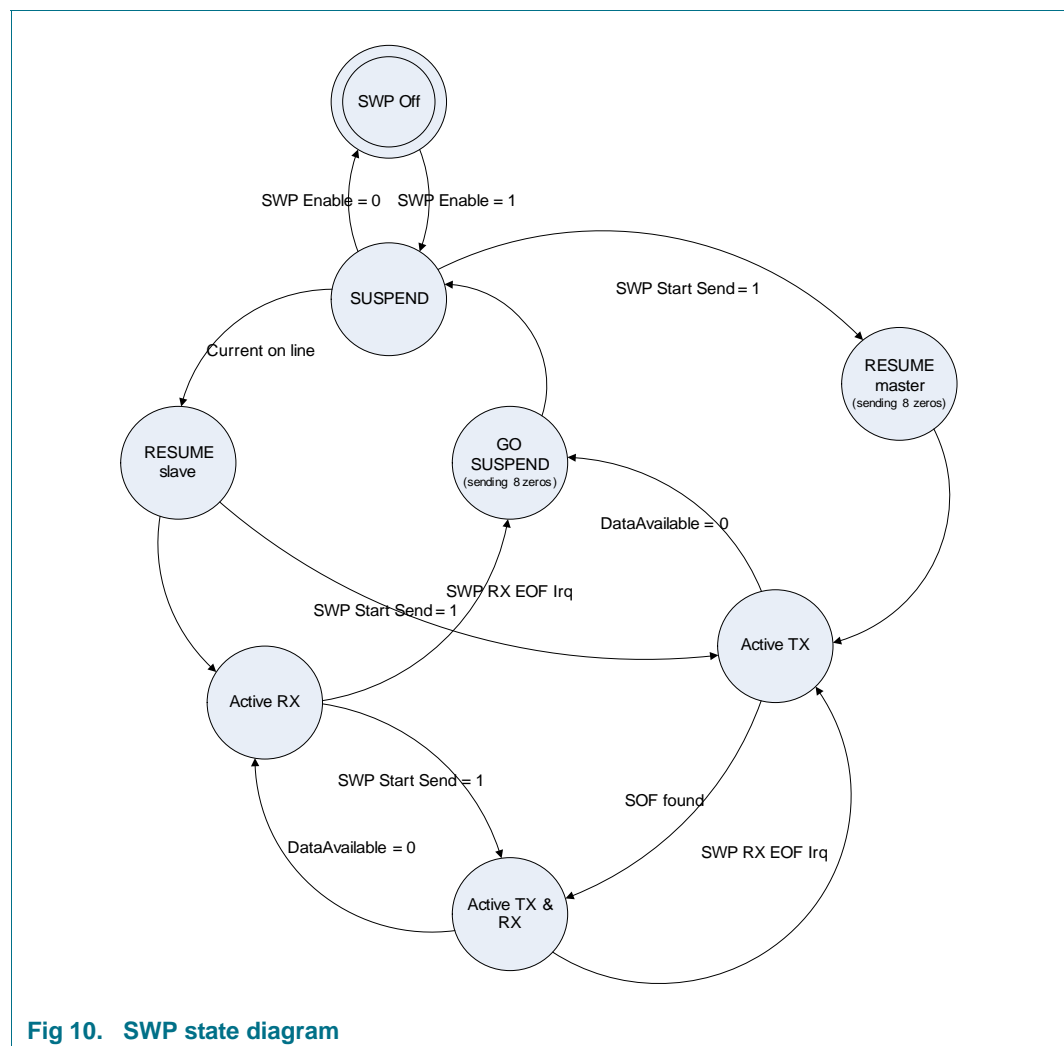 SWP Off
SWP Enable = 0
SWP Enable = 1
SUSPEND
SWP Start Send = 1
Current on line
RESUME
master
(sending 8 zeros)
RESUME
slave
GO
SUSPEND
(sending 8 zeros)
DataAvailable = 0
SWP RX EOF Irq
SWP Start Send = 1
Active TX
Active RX
SWP Start Send = 1
SOF found
DataAvailable = 0
SWP RX EOF Irq
Active TX &
RX
Fig 10. SWP state diagram